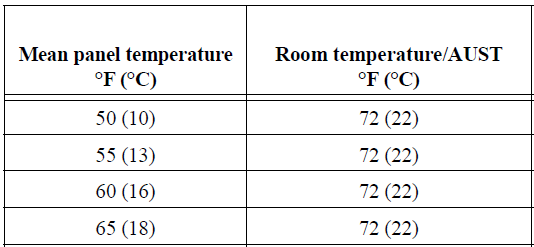 Mean panel temperature Room temperature/AUST
°F (°C) °F (°C)
50 (10) 72 (22)
55 (13) 72 (22)
60 (16) 72 (22)
65 (18) 72 (22)